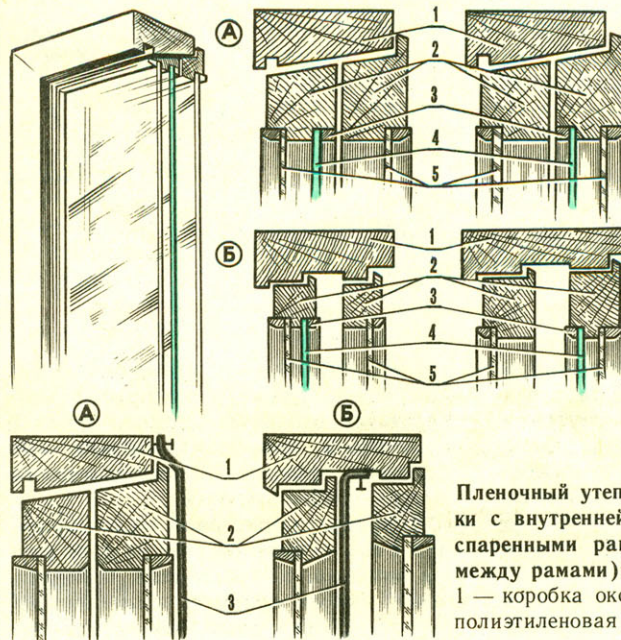 А
1
2
3
4
5
Б
1
2
3
4
5
А
Б
1
2
3
Пленочный утеп
ки с внутренней
спаренными ра
между рамами)
1 — коробка ок
полиэтиленовая